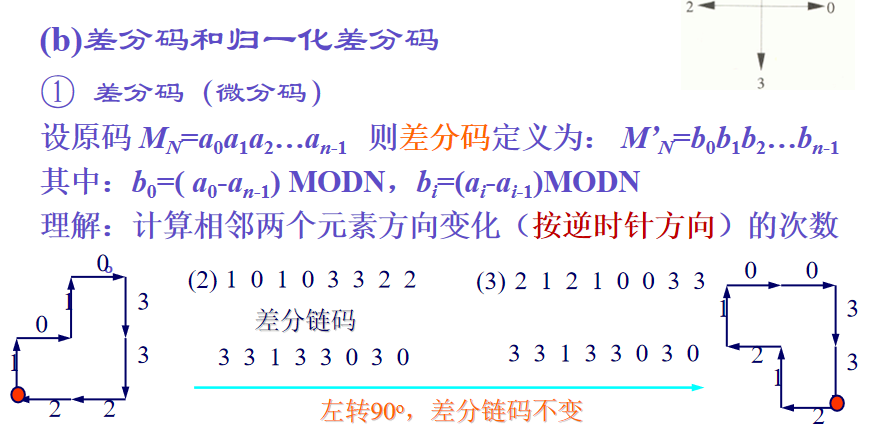 2 0
3
(b)差分码和归一化差分码
① 差分码（微分码）
设原码 M_N=a_0a_1a_2…a_{n-1} 则差分码定义为： M’_N=b_0b_1b_2…b_{n-1}
其中：b_0=( a_0-a_{n-1}) MODN，b_i=(a_i-a_{i-1})MODN
理解：计算相邻两个元素方向变化（按逆时针方向）的次数
0
1
3
0
3
1
2 2
(2) 1 0 1 0 3 3 2 2
差分链码
3 3 1 3 3 0 3 0
(3) 2 1 2 1 0 0 3 3
3 3 1 3 3 0 3 0
左转90o，差分链码不变
0 0
1
3
2
3
1
2